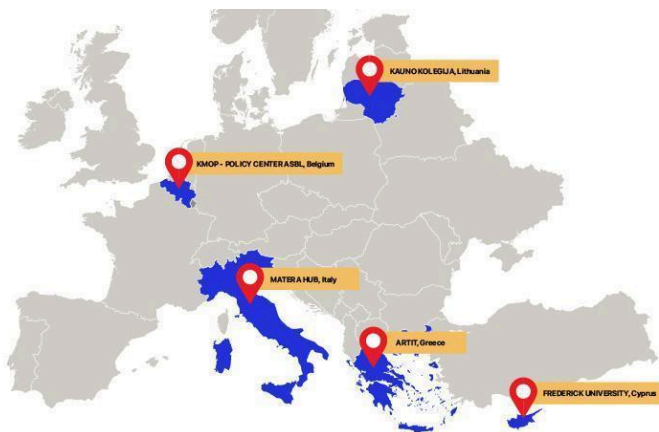 KAUNO KOLEGIJA, Lithuania
KMOP - POLICY CENTER ASBL, Belgium
MATERA HUB, Italy
ARTIT, Greece
FREDERICK UNIVERSITY, Cyprus